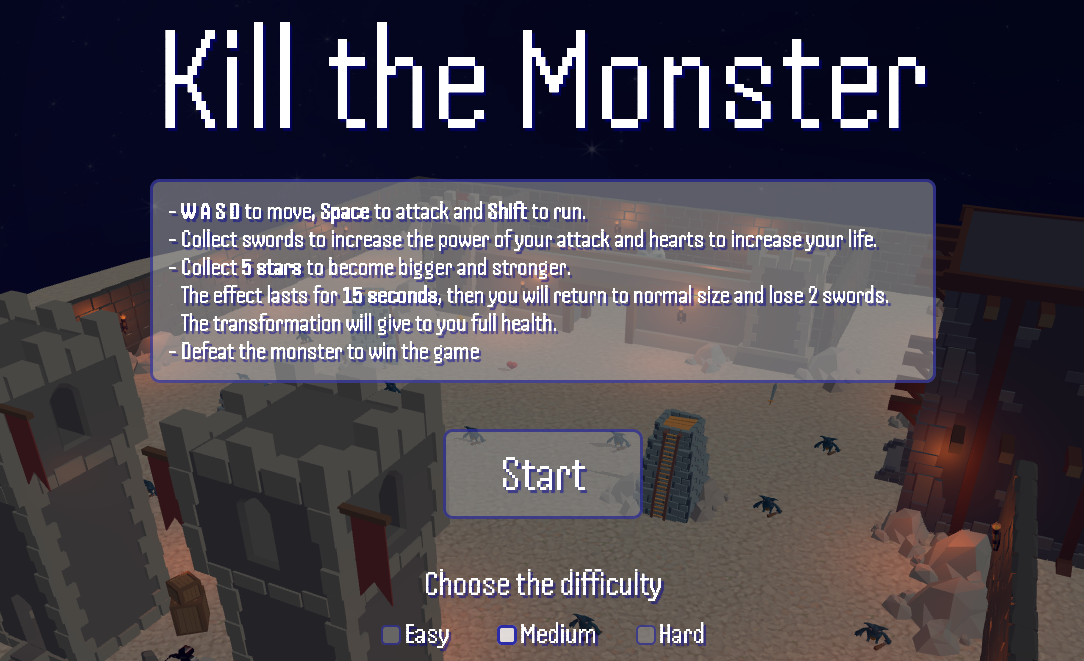 Kill the Monster
- W A S D to move, Space to attack and Shift to run.
- Collect swords to increase the power of your attack and hearts to increase your life.
- Collect 5 stars to become bigger and stronger.
The effect lasts for 15 seconds, then you will return to normal size and lose 2 swords.
The transformation will give to you full health.
- Defeat the monster to win the game
Start
Choose the difficulty
Easy Medium Hard